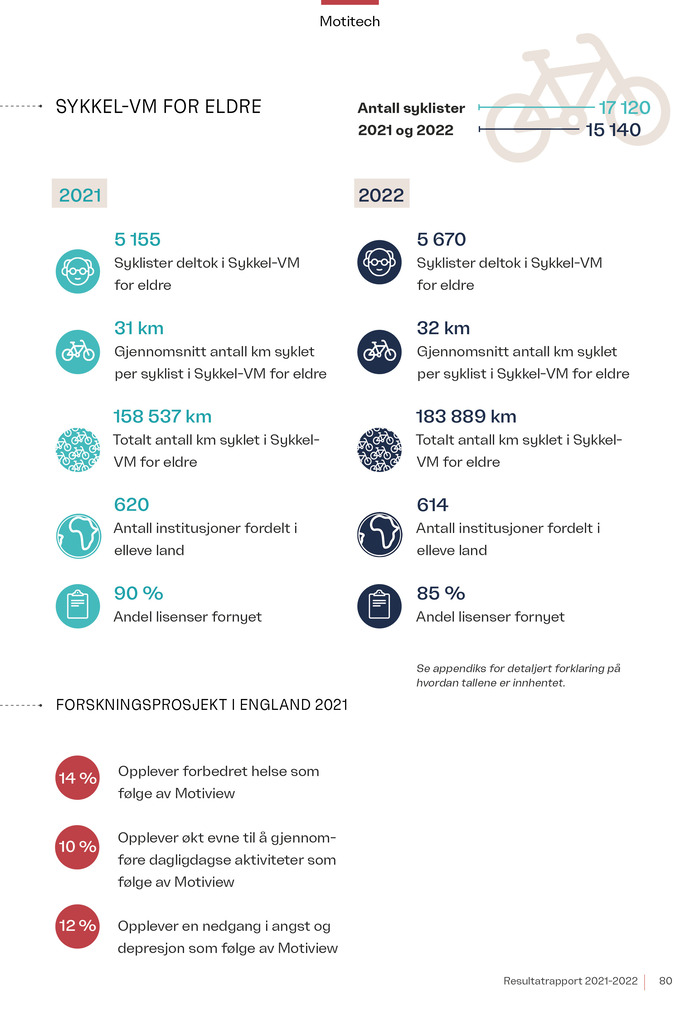 Motitech
SYKKEL-VM FOR ELDRE
Antall syklister
2021 og 2022
17 120
15 140
2021
5 155
Syklister deltok i Sykkel-VM
for eldre
31 km
Gjennomsnitt antall km syklet
per syklist i Sykkel-VM for eldre
158 537 km
Totalt antall km syklet i Sykkel-
VM for eldre
620
Antall institusjoner fordelt i
elleve land
90 %
Andel lisenser fornyet
2022
5 670
Syklister deltok i Sykkel-VM
for eldre
32 km
Gjennomsnitt antall km syklet
per syklist i Sykkel-VM for eldre
183 889 km
Totalt antall km syklet i Sykkel-
VM for eldre
614
Antall institusjoner fordelt i
elleve land
85 %
Andel lisenser fornyet
Se appendiks for detaljert forklaring på
hvordan tallene er innhentet.
FORSKNINGSPROSJEKT I ENGLAND 2021
14 %
Opplever forbedret helse som
følge av Motiview
10 %
Opplever økt evne til å gjennom-
føre dagligdagse aktiviteter som
følge av Motiview
12 %
Opplever en nedgang i angst og
depresjon som følge av Motiview
Resultatrapport 2021-2022
80